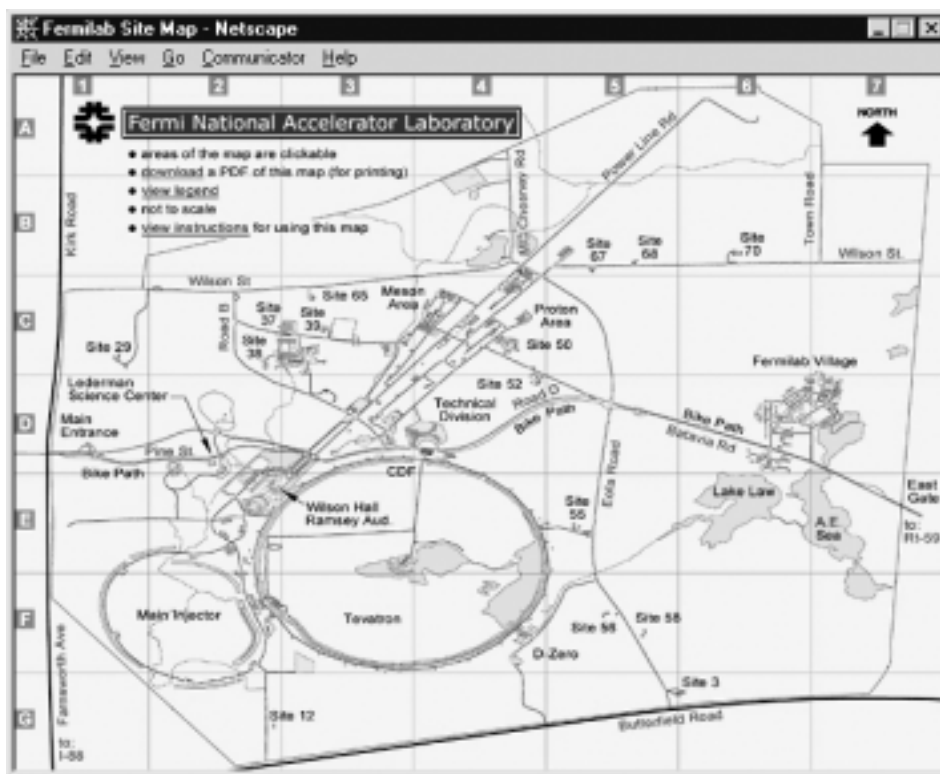 Fermilab Site Map - Netscape
File Edit View Go Communicator Help
1 2 3 4 5 6 7
Fermi National Accelerator Laboratory
NORTH
A
• areas of the map are clickable
• download a PDF of this map (for printing)
• view legend
• not to scale
• view instructions for using this map
Power Line Rd
Kirk Road
B
Town Road
Site 67
Site 68
Site 70
Wilson St.
Wilson St
Meson Area
Proton Area
Site 65
Site 37
Site 39
Road B
C
Site 38
Site 50
Site 29
Fermilab Village
Lederman Science Center
Site 52
Road D
Technical Division
Bike Path
Bike Path
Batavia Rd
D
Main Entrance
Pine St.
Bike Path
CDF
Eola Road
Lake Law
East Gate
to: Rt-59
A.E. Sea
E
Wilson Hall
Ramsey Aud.
Site 55
Main Injector
Tevatron
F
Site 56
Site 58
D-Zero
Farnsworth Ave
Site 3
G
Site 12
Butterfield Road
to: I-88